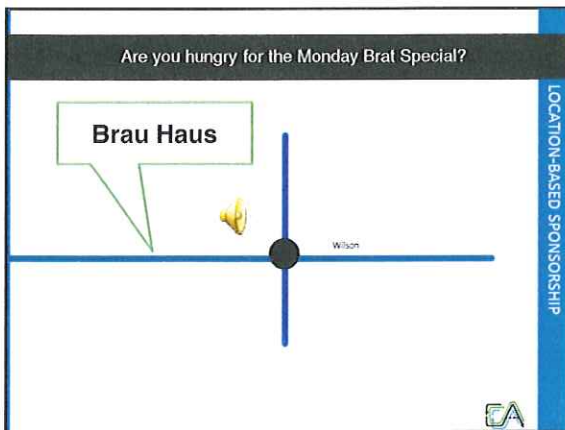 Are you hungry for the Monday Brat Special?
Brau Haus
Wilson
LOCATION-BASED SPONSORSHIP
EA